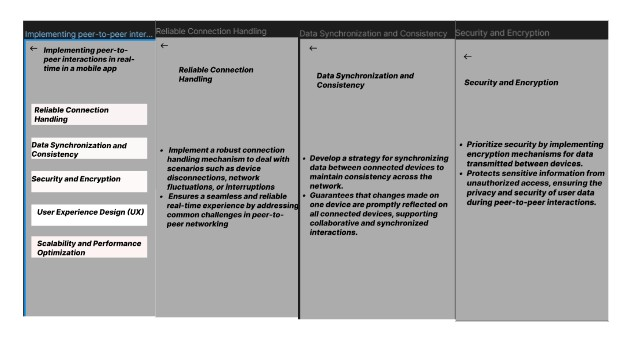 Implementing peer-to-peer inter...
← Implementing peer-to-
peer interactions in real-
time in a mobile app
Reliable Connection
Handling
Data Synchronization and
Consistency
Security and Encryption
User Experience Design (UX)
Scalability and Performance
Optimization
Reliable Connection Handling
←
Reliable Connection
Handling
• Implement a robust connection
handling mechanism to deal with
scenarios such as device
disconnections, network
fluctuations, or interruptions
• Ensures a seamless and reliable
real-time experience by addressing
common challenges in peer-to-
peer networking
Data Synchronization and Consistency
←
Data Synchronization and
Consistency
• Develop a strategy for synchronizing
data between connected devices to
maintain consistency across the
network.
• Guarantees that changes made on
one device are promptly reflected on
all connected devices, supporting
collaborative and synchronized
interactions.
Security and Encryption
←
Security and Encryption
• Prioritize security by implementing
encryption mechanisms for data
transmitted between devices.
• Protects sensitive information from
unauthorized access, ensuring the
privacy and security of user data
during peer-to-peer interactions.